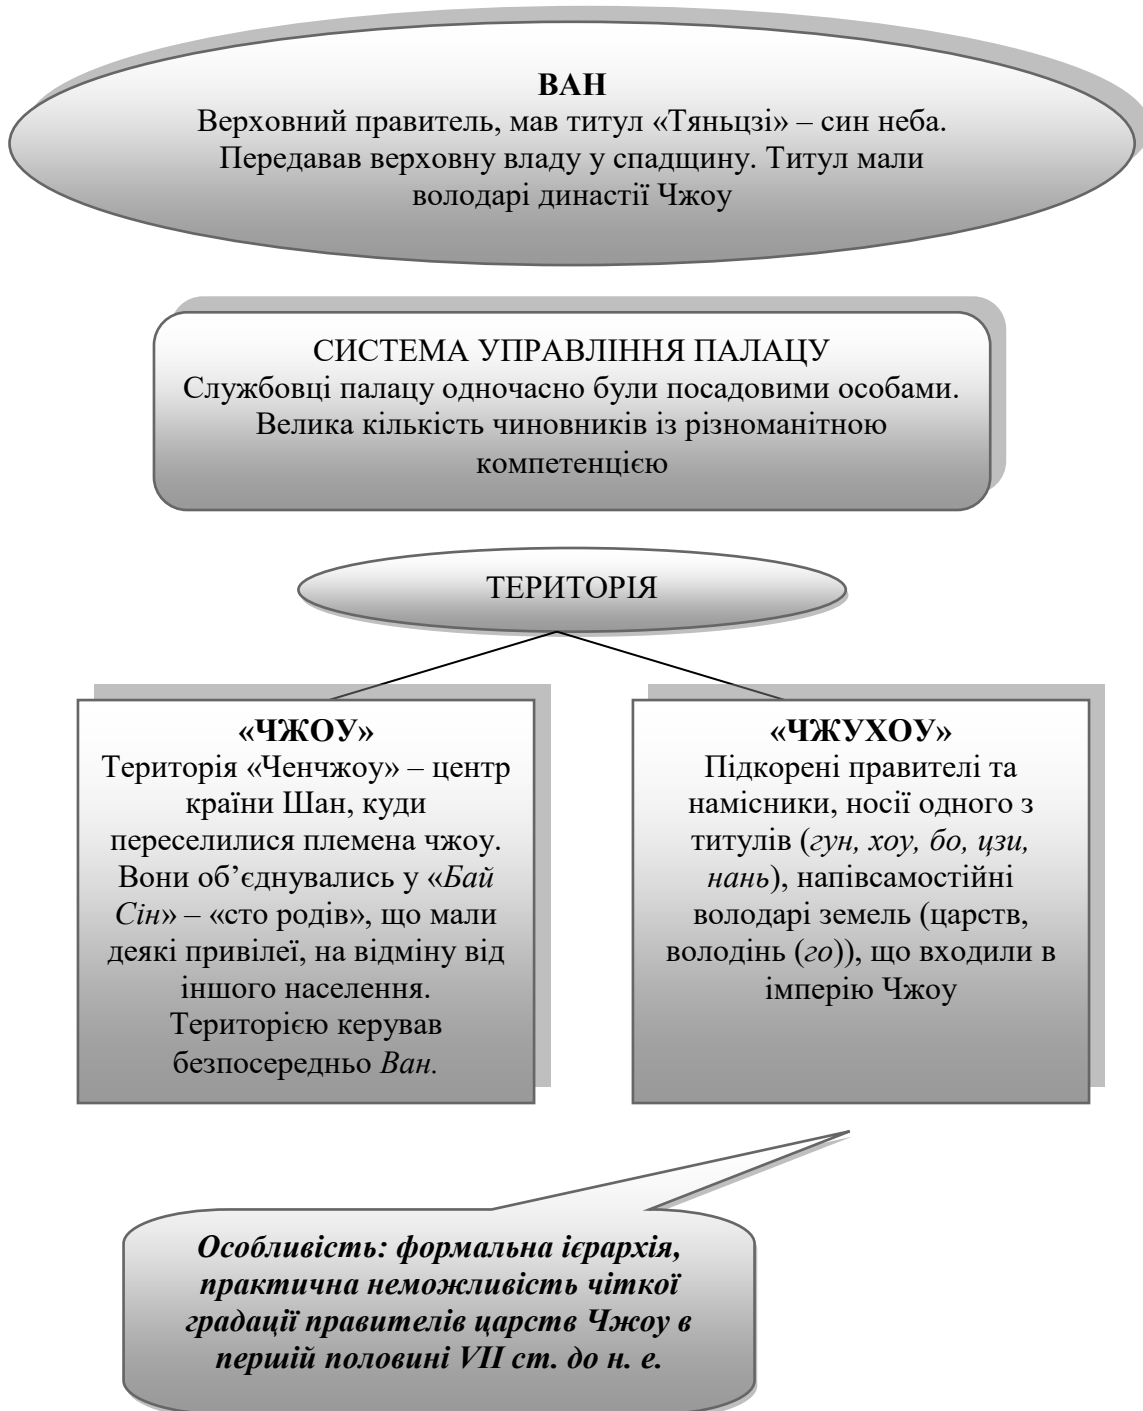 ВАН
Верховний правитель, мав титул «Тяньцзі» – син неба.
Передавав верховну владу у спадщину. Титул мали
володарі династії Чжоу
СИСТЕМА УПРАВЛІННЯ ПАЛАЦУ
Службовці палацу одночасно були посадовими особами.
Велика кількість чиновників із різноманітною
компетенцією
ТЕРИТОРІЯ
«ЧЖОУ»
Територія «Ченчжоу» – центр
країни Шан, куди
переселилися племена чжоу.
Вони об’єднувались у «Бай
Сін» – «сто родів», що мали
деякі привілеї, на відміну від
іншого населення.
Територією керував
безпосередньо Ван.
«ЧЖУХОУ»
Підкорені правителі та
намісники, носії одного з
титулів (гун, хоу, бо, цзи,
нань), напівсамостійні
володарі земель (царств,
володінь (го)), що входили в
імперію Чжоу
Особливість: формальна ієрархія,
практична неможливість чіткої
градації правителів царств Чжоу в
першій половині VII ст. до н. е.